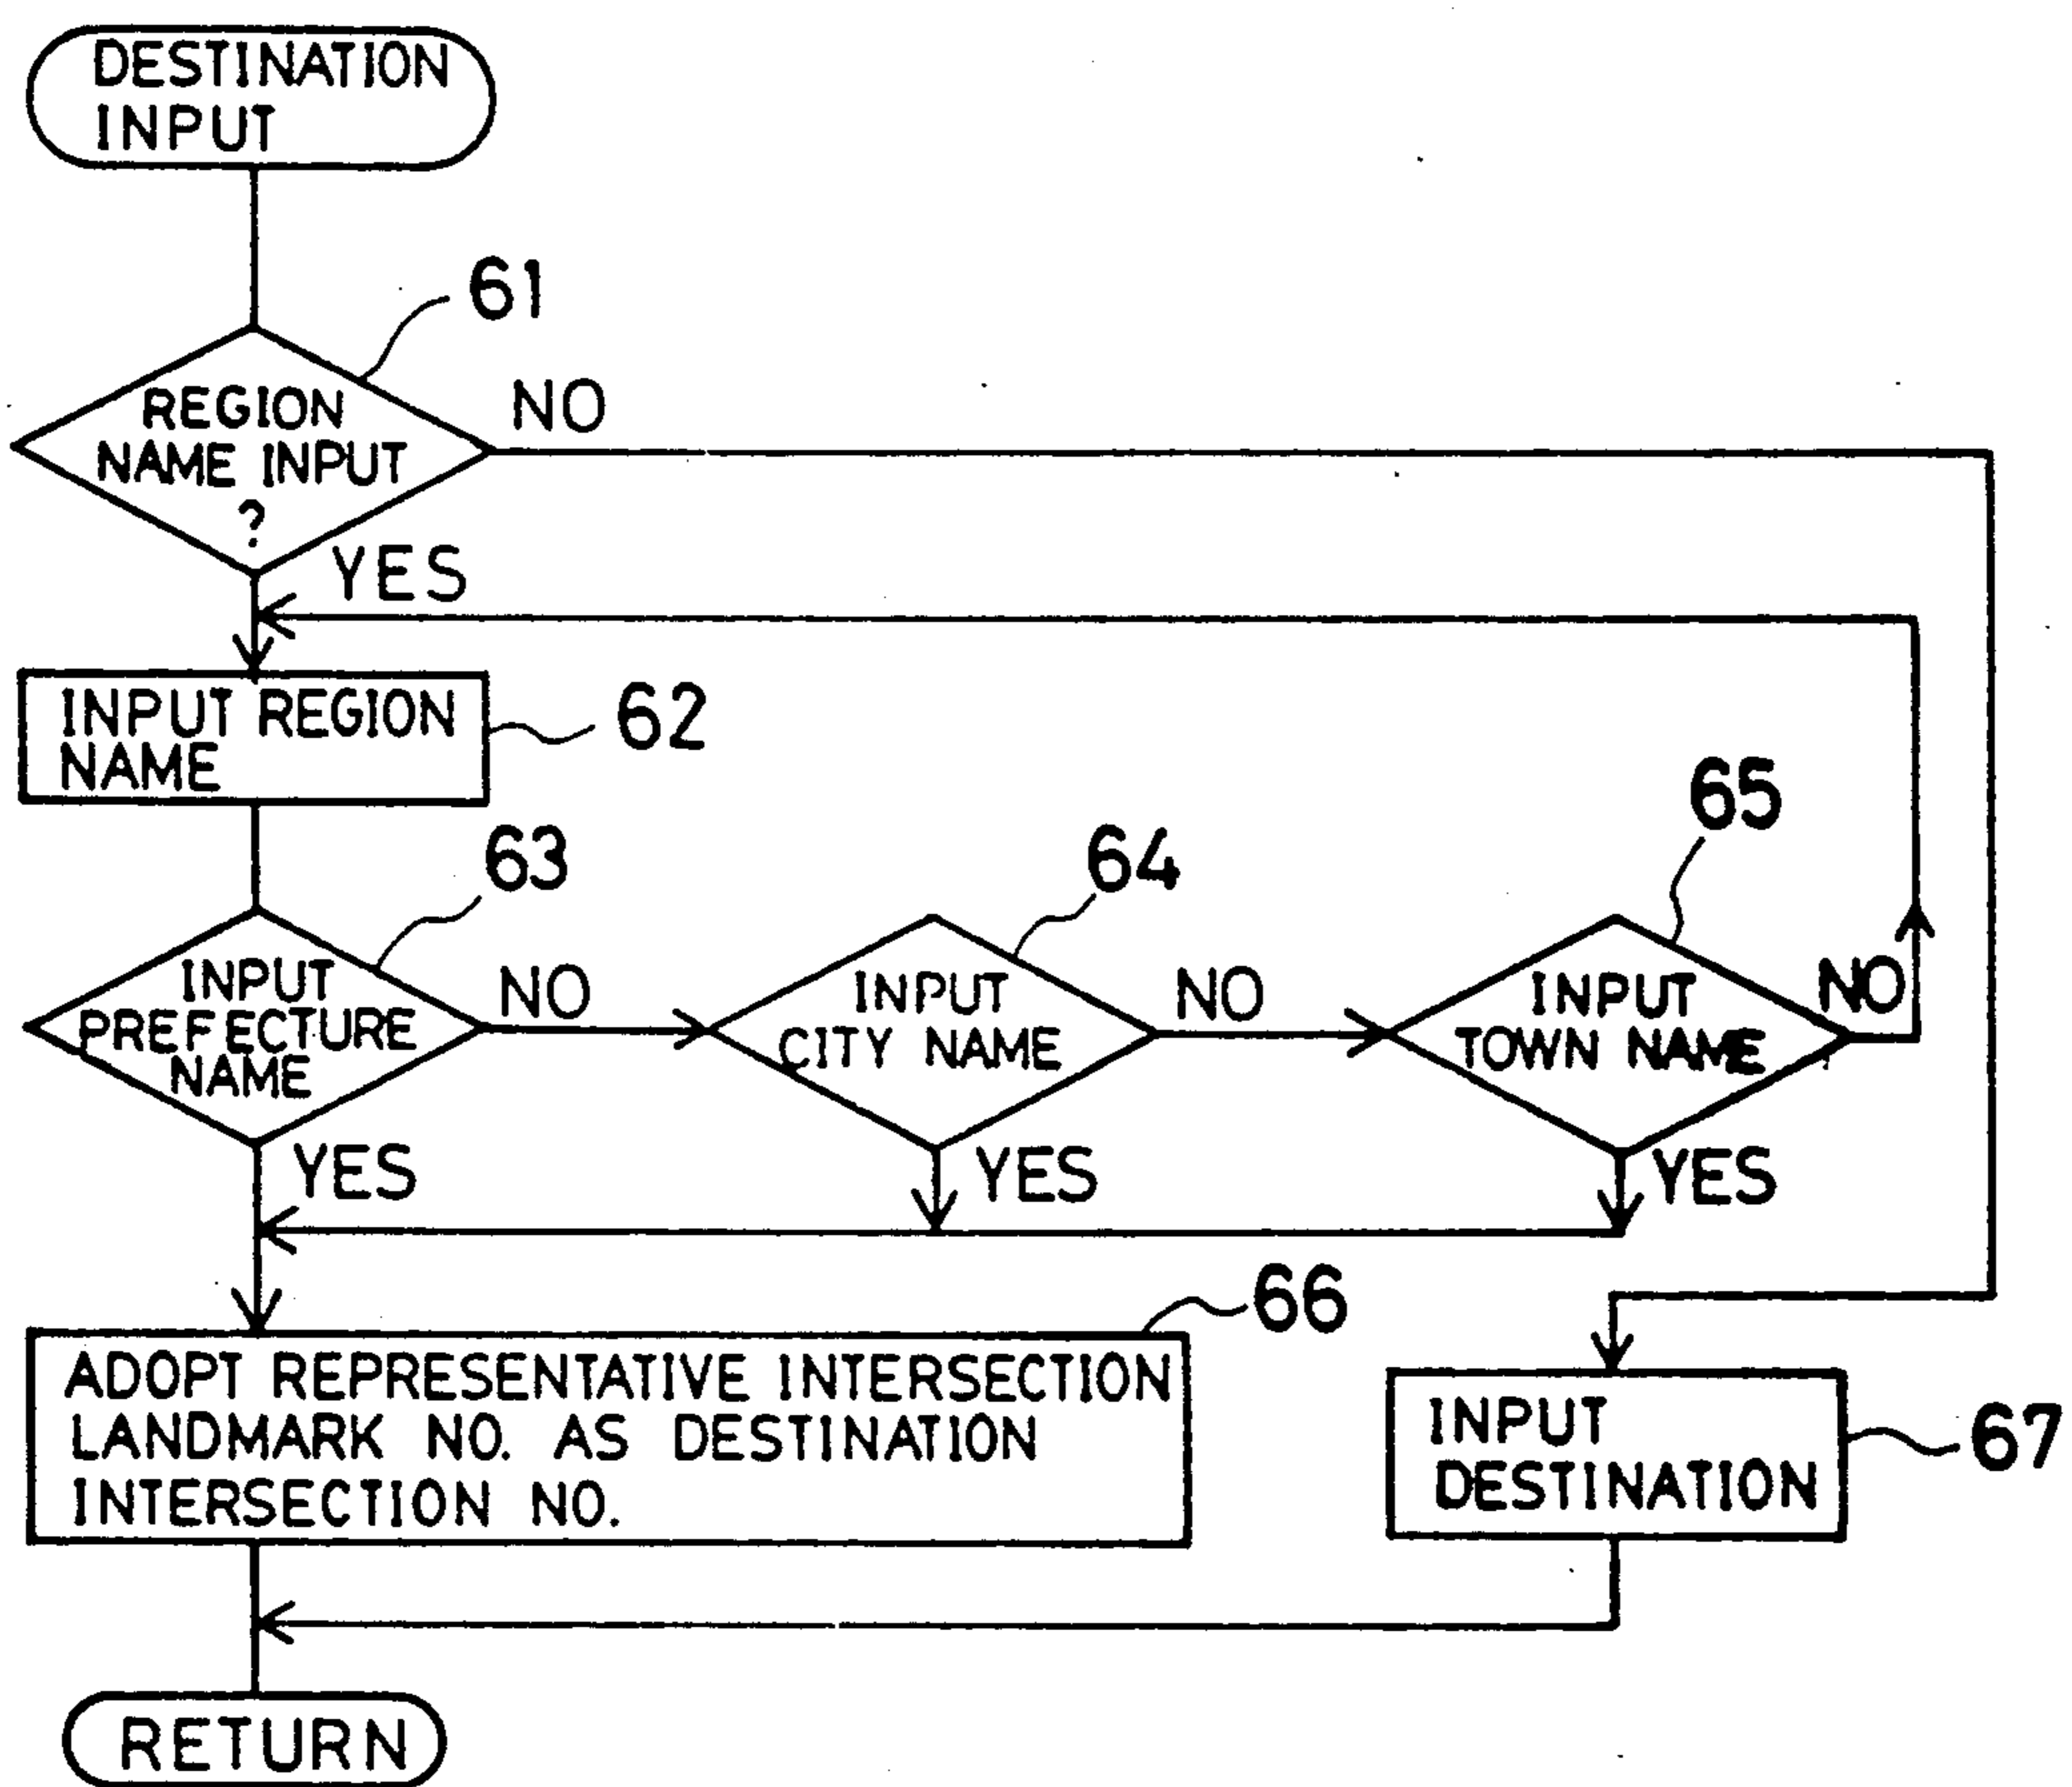 DESTINATION
INPUT
61
REGION
NAME INPUT
?
NO
YES
INPUT REGION
NAME
62
63
INPUT
PREFECTURE
NAME
NO
YES
64
INPUT
CITY NAME
NO
YES
65
INPUT
TOWN NAME
NO
YES
66
ADOPT REPRESENTATIVE INTERSECTION
LANDMARK NO. AS DESTINATION
INTERSECTION NO.
INPUT
DESTINATION
67
RETURN